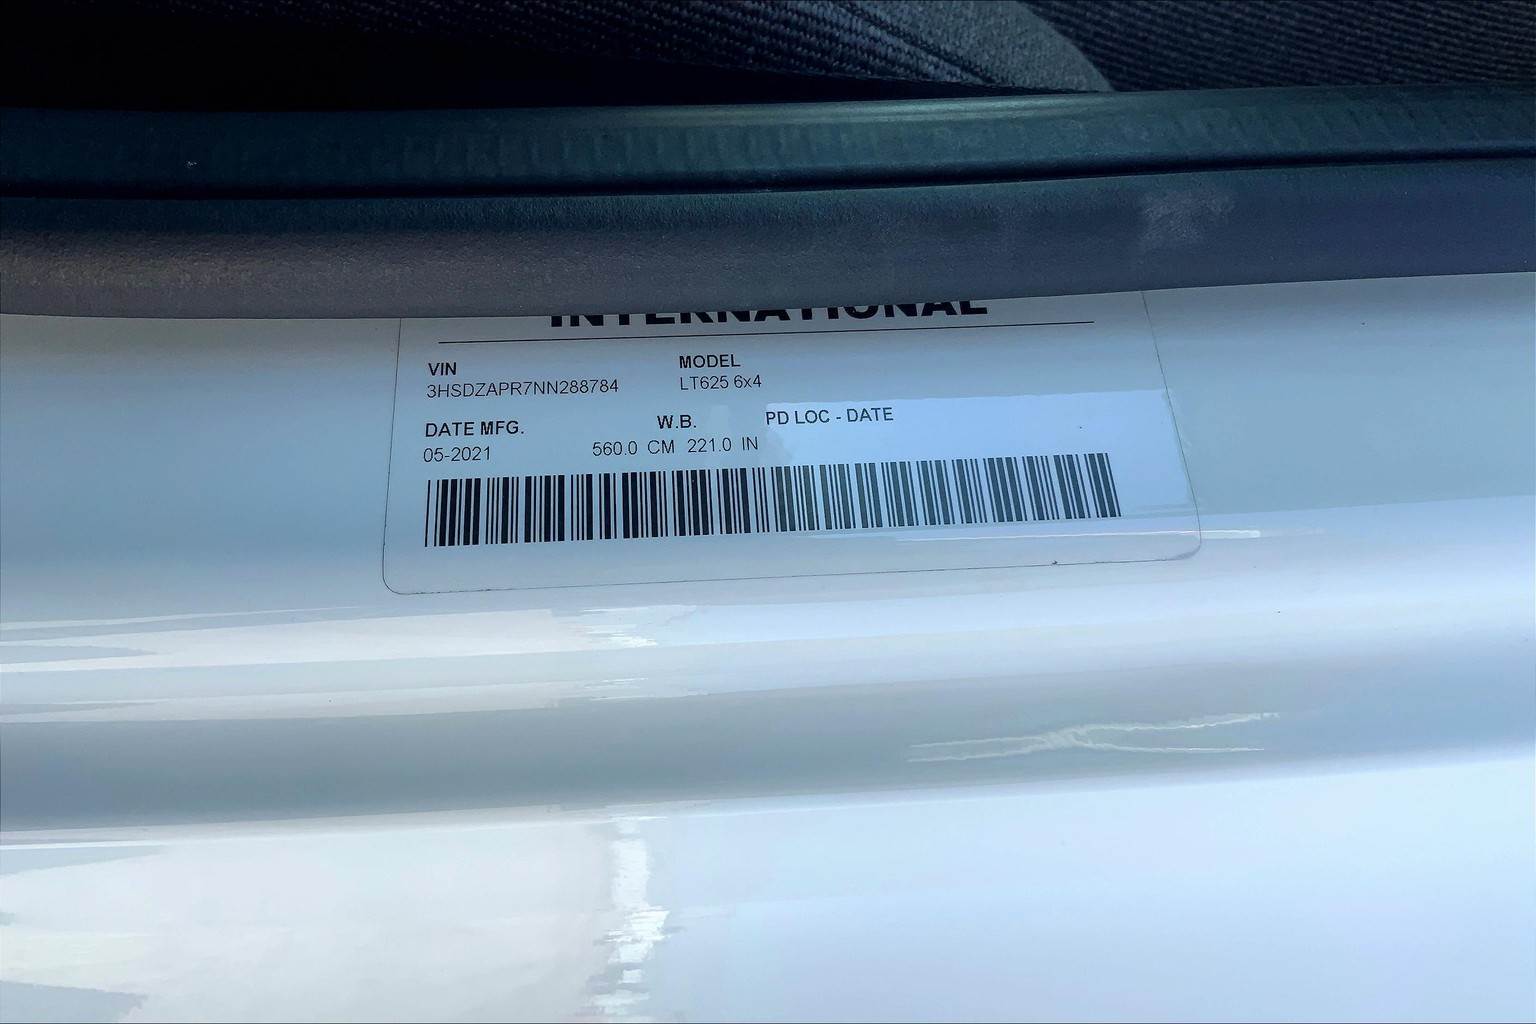 INTERNATIONAL
VIN MODEL
3HSDZAPR7NN288784 LT625 6x4
DATE MFG. W.B. PD LOC - DATE
05-2021 560.0 CM 221.0 IN